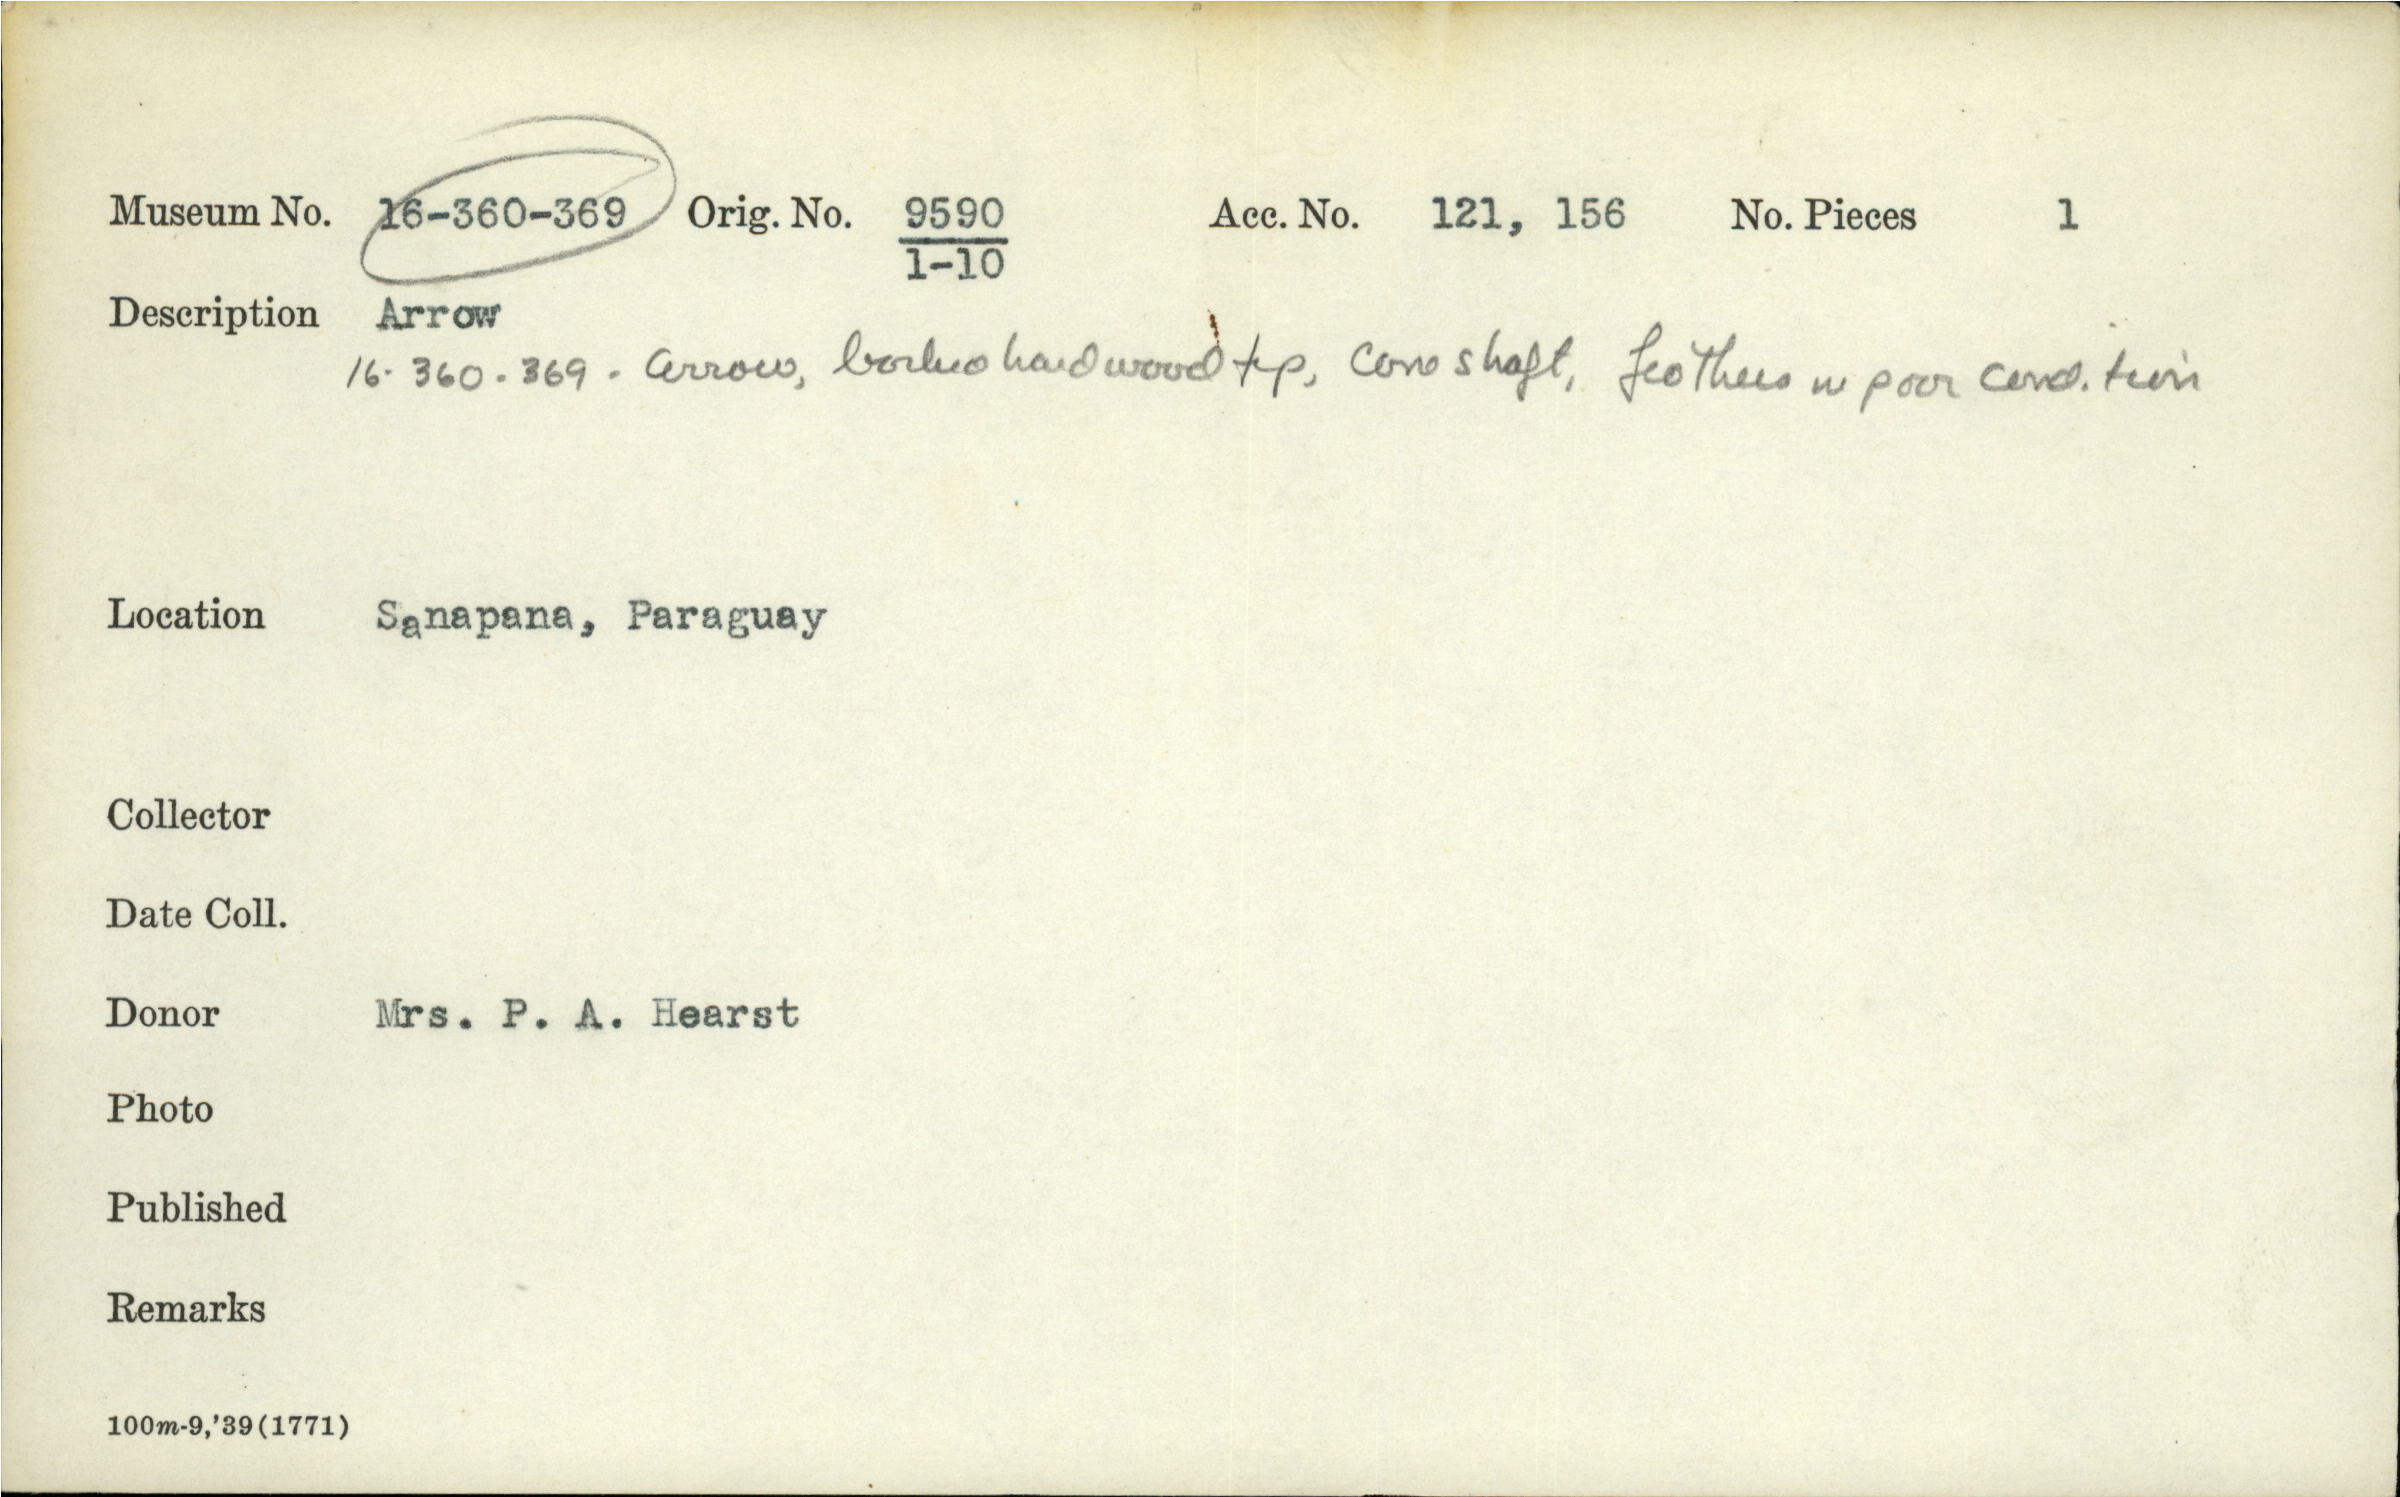 Museum No. 16-360-369 Orig. No. 9590 Acc. No. 121, 156 No. Pieces 1
1-10
Description Arrow
16-360-369. Arrow, hardwood tip, cane shaft, feathers in poor condition
Location Sanapana, Paraguay
Collector
Date Coll.
Donor Mrs. P. A. Hearst
Photo
Published
Remarks
100m-9,'39(1771)